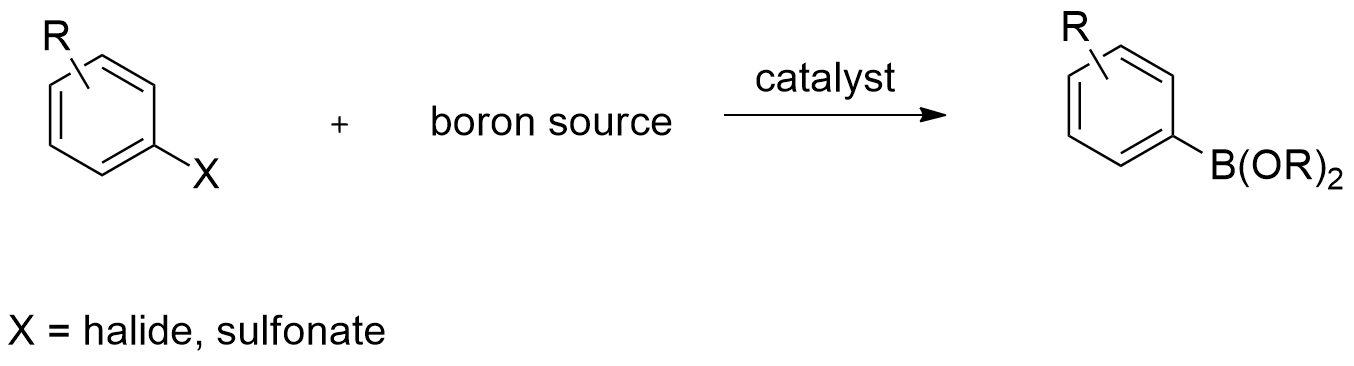 R
X
+
boron source
catalyst
R
B(OR)2
X = halide, sulfonate